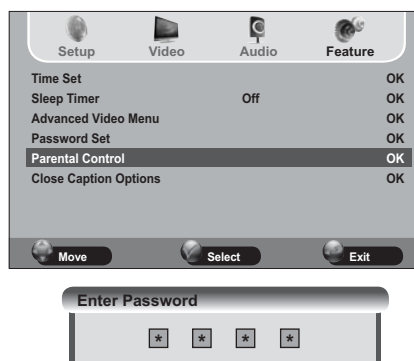 Setup Video Audio Feature
Time Set OK
Sleep Timer Off OK
Advanced Video Menu OK
Password Set OK
Parental Control OK
Close Caption Options OK
Move Select Exit
Enter Password
* * * *